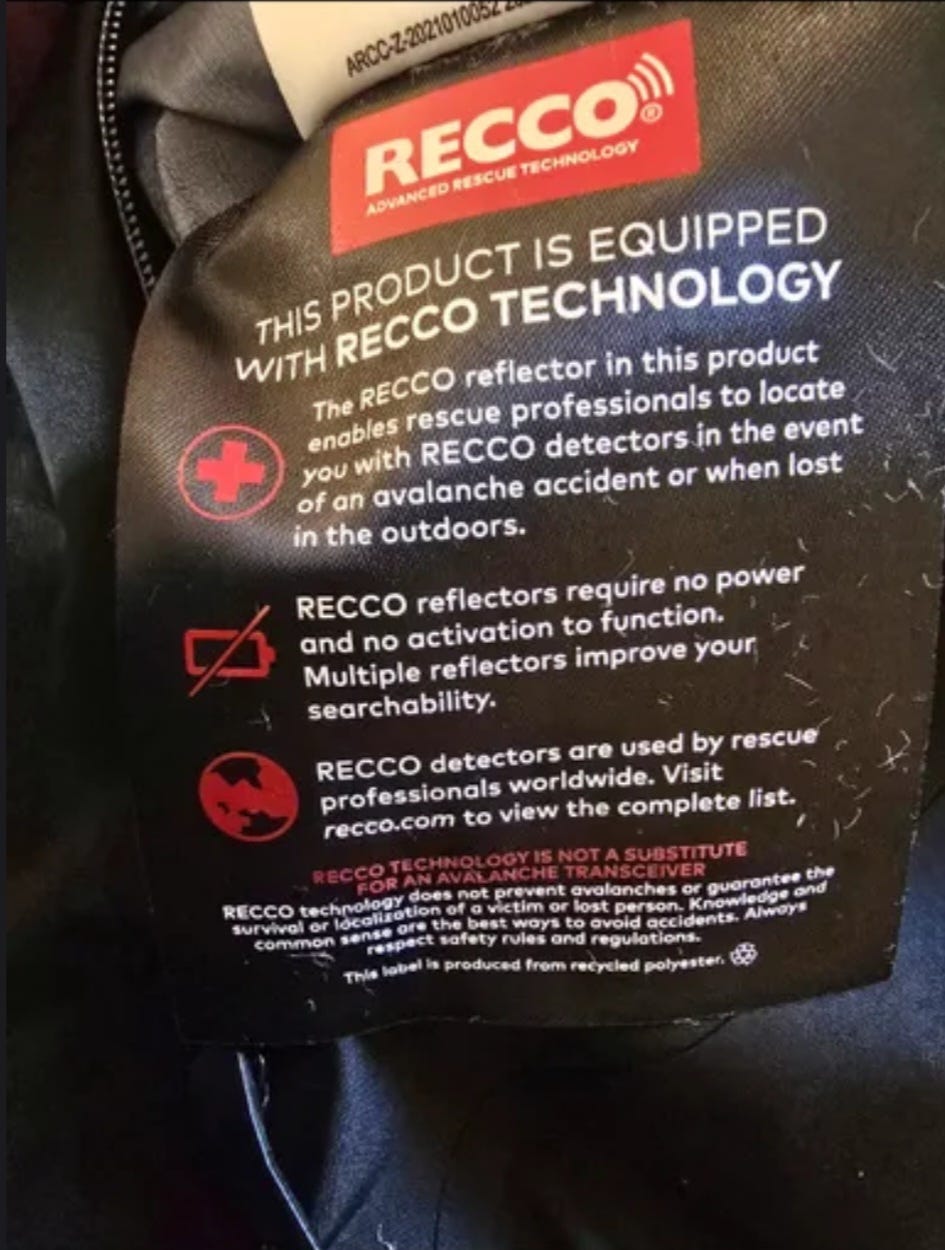 ARCC-Z-2021010052
RECCO®
ADVANCED RESCUE TECHNOLOGY
THIS PRODUCT IS EQUIPPED
WITH RECCO TECHNOLOGY
The RECCO reflector in this product
enables rescue professionals to locate
you with RECCO detectors in the event
of an avalanche accident or when lost
in the outdoors.
RECCO reflectors require no power
and no activation to function.
Multiple reflectors improve your
searchability.
RECCO detectors are used by rescue
professionals worldwide. Visit
recco.com to view the complete list.
RECCO TECHNOLOGY IS NOT A SUBSTITUTE
FOR AN AVALANCHE TRANSCEIVER
RECCO technology does not prevent avalanches or guarantee the
survival or localization of a victim or lost person. Knowledge and
common sense are the best ways to avoid accidents. Always
respect safety rules and regulations.
This label is produced from recycled polyester.